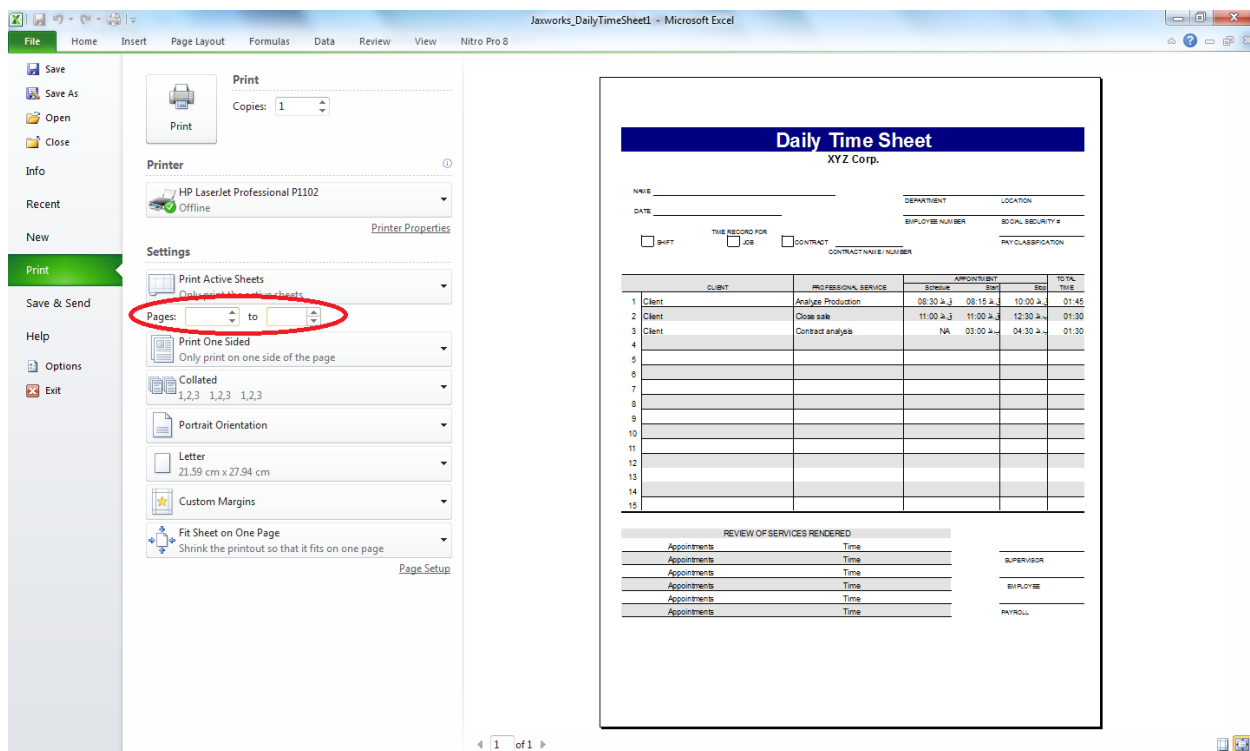 Jaxworks_DailyTimeSheet1 - Microsoft Excel
File Home Insert Page Layout Formulas Data Review View Nitro Pro 8
Save
Save As
Open
Close
Info
Recent
New
Print
Save & Send
Help
Options
Exit
Print
Print
Copies: 1
Printer
HP LaserJet Professional P1102
Offline
Printer Properties
Settings
Print Active Sheets
Only print the active sheets
Pages: to
Print One Sided
Only print on one side of the page
Collated
1,2,3 1,2,3 1,2,3
Portrait Orientation
Letter
21.59 cm x 27.94 cm
Custom Margins
Fit Sheet on One Page
Shrink the printout so that it fits on one page
Page Setup
Daily Time Sheet
XYZ Corp.
NAME
DEPARTMENT LOCATION
DATE
EMPLOYEE NUMBER SOCIAL SECURITY #
TIME RECORD FOR
SHIFT JOB CONTRACT PAY CLASSIFICATION
CONTRACT NAME / NUMBER
APPOINTMENT TOTAL
CLIENT PROFESSIONAL SERVICE Schedule Start Stop TIME
1 Client Analyze Production 08:30 ق.ظ 08:15 ق.ظ 10:00 ق.ظ 01:45
2 Client Close sale 11:00 ق.ظ 11:00 ق.ظ 12:30 ب.ظ 01:30
3 Client Contract analysis NA 03:00 ب.ظ 04:30 ب.ظ 01:30
4
5
6
7
8
9
10
11
12
13
14
15
REVIEW OF SERVICES RENDERED
Appointments Time
Appointments Time
Appointments Time
Appointments Time
Appointments Time
Appointments Time
SUPERVISOR
EMPLOYEE
PAYROLL
1 of 1